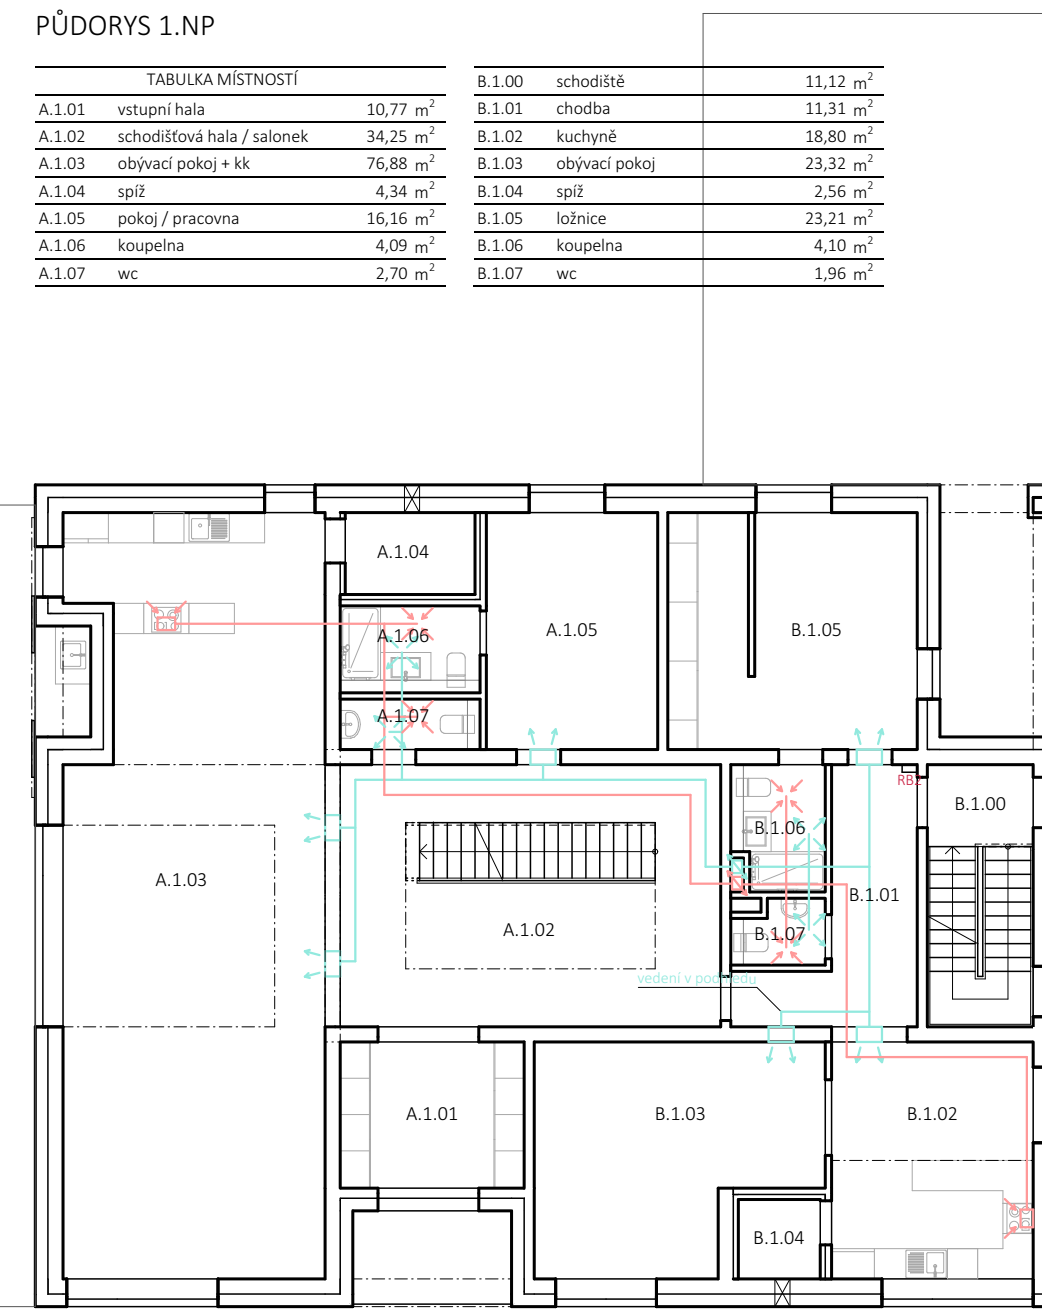 PŮDORYS 1.NP
TABULKA MÍSTNOSTÍ
A.1.01 vstupní hala 10,77 m²
A.1.02 schodišťová hala / salonek 34,25 m²
A.1.03 obývací pokoj + kk 76,88 m²
A.1.04 spíž 4,34 m²
A.1.05 pokoj / pracovna 16,16 m²
A.1.06 koupelna 4,09 m²
A.1.07 wc 2,70 m²
B.1.00 schodiště 11,12 m²
B.1.01 chodba 11,31 m²
B.1.02 kuchyně 18,80 m²
B.1.03 obývací pokoj 23,32 m²
B.1.04 spíž 2,56 m²
B.1.05 ložnice 23,21 m²
B.1.06 koupelna 4,10 m²
B.1.07 wc 1,96 m²
A.1.04
A.1.05
B.1.05
A.1.06
A.1.07
RB2
B.1.00
B.1.06
A.1.03
B.1.01
A.1.02
B.1.07
vedení v podhledu
A.1.01
B.1.03
B.1.02
B.1.04